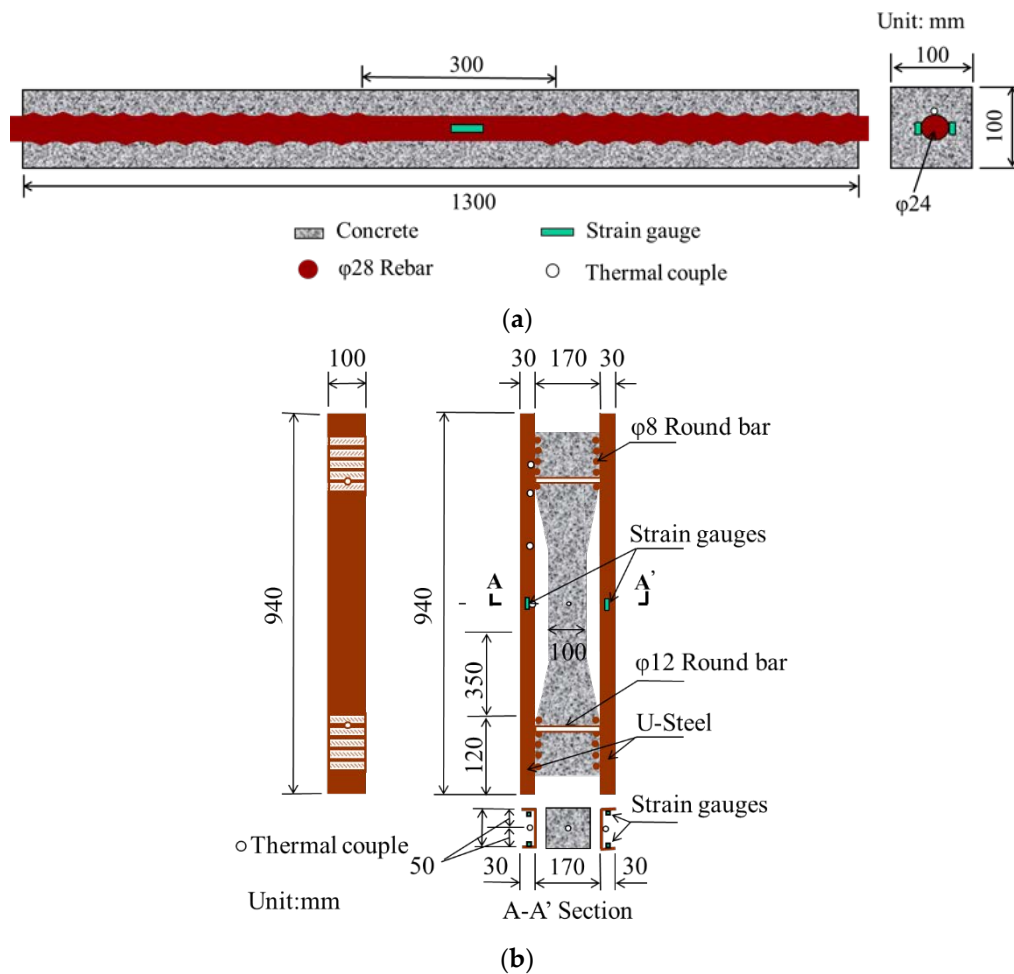 Unit: mm
300
100
100
φ24
1300
Concrete
Strain gauge
φ28 Rebar
Thermal couple
(a)
100
30 170 30
φ8 Round bar
Strain gauges
A A’
940
940
100
φ12 Round bar
350
U-Steel
120
Strain gauges
Thermal couple
50
30 170 30
Unit:mm
A-A’ Section
(b)